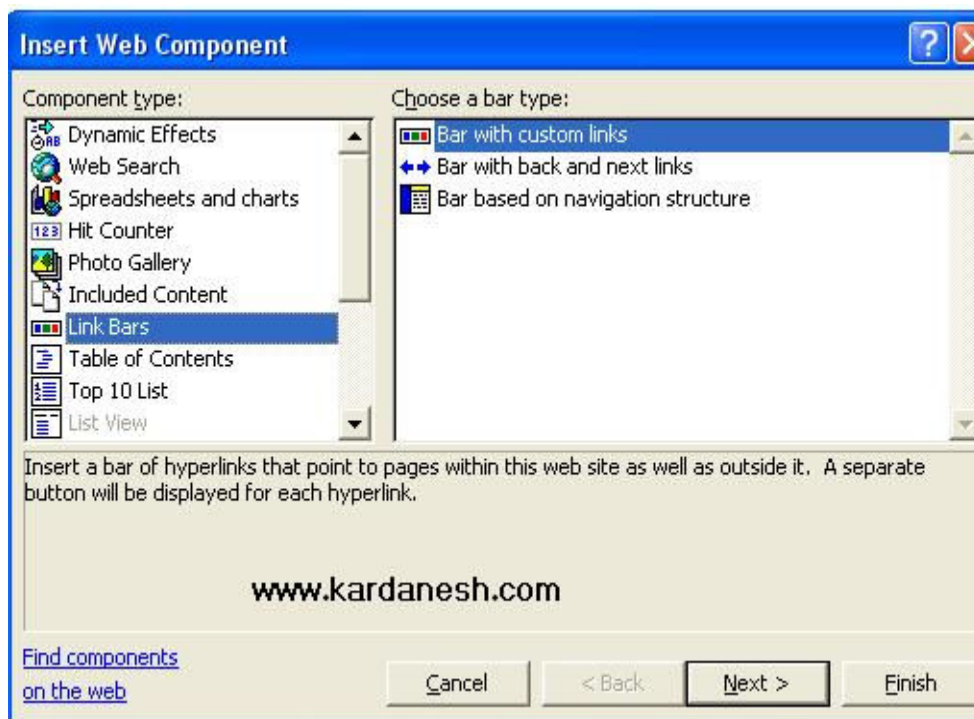 Insert Web Component
?
Component type:
Dynamic Effects
Web Search
Spreadsheets and charts
123 Hit Counter
Photo Gallery
Included Content
Link Bars
Table of Contents
Top 10 List
List View
Choose a bar type:
Bar with custom links
Bar with back and next links
Bar based on navigation structure
Insert a bar of hyperlinks that point to pages within this web site as well as outside it. A separate
button will be displayed for each hyperlink.
www.kardanesh.com
Find components
on the web
Cancel
< Back
Next >
Finish